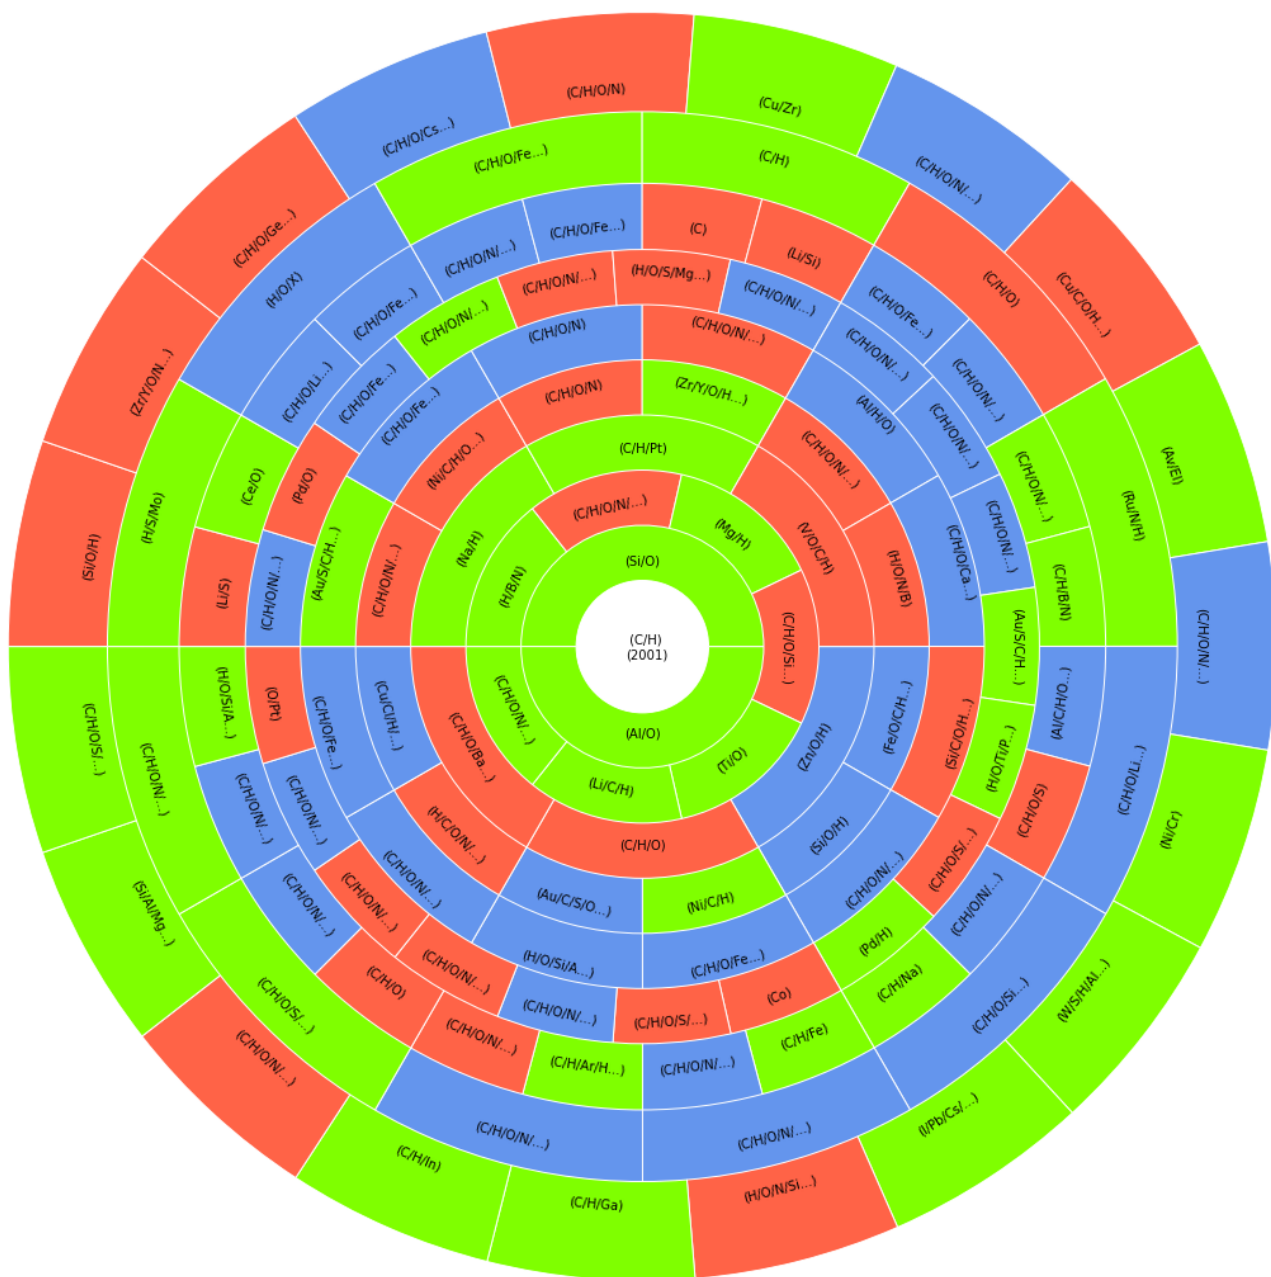 (C/H)
(2001)
(Si/O)
(Al/O)
(C/H/O/N/...)
(Mg/H)
(C/H/O/Si...)
(Ti/O)
(Li/C/H)
(C/H/O/N/...)
(H/B/N)
(C/H/Pt)
(V/O/C/H)
(Zn/O/H)
(C/H/O)
(C/H/O/Ba...)
(Na/H)
(Zr/Y/O/H...)
(C/H/O/N/...)
(H/O/N/B)
(Fe/O/C/H...)
(Si/O/H)
(Ni/C/H)
(Au/C/S/O...)
(H/C/O/N/...)
(Cu/Cl/H/...)
(C/H/O/N/...)
(Ni/C/H/O...)
(C/H/O/N)
(C/H/O/N/...)
(Al/H/O)
(C/H/O/Ca...)
(Si/C/O/H...)
(C/H/O/N/...)
(C/H/O/Fe...)
(H/O/Si/A...)
(C/H/O/N/...)
(C/H/O/Fe...)
(Au/S/C/H...)
(C/H/O/Fe...)
(C/H/O/N)
(H/O/S/Mg...)
(C/H/O/N/...)
(C/H/O/N/...)
(C/H/O/N/...)
(C/H/O/N/...)
(Au/S/C/H...)
(H/O/Ti/P...)
(C/H/O/S/...)
(Pd/H)
(Co)
(C/H/O/S/...)
(C/H/O/N/...)
(C/H/O/N/...)
(C/H/O/N/...)
(C/H/O/N/...)
(O/Pt)
(C/H/O/N/...)
(Pd/O)
(C/H/O/Fe...)
(C/H/O/N/...)
(C/H/O/N/...)
(C)
(Li/Si)
(C/H/O/Fe...)
(C/H/O/N/...)
(C/H/O/N/...)
(C/H/B/N)
(Al/C/H/O...)
(C/H/O/S)
(C/H/O/N/...)
(C/H/Na)
(C/H/Fe)
(C/H/O/N/...)
(C/H/Ar/H...)
(C/H/O/N/...)
(C/H/O)
(C/H/O/N/...)
(C/H/O/N/...)
(H/O/Si/A...)
(Li/S)
(Ce/O)
(C/H/O/Li...)
(C/H/O/Fe...)
(C/H/O/N/...)
(C/H/O/Fe...)
(C/H)
(C/H/O)
(Ru/N/H)
(C/H/O/Li...)
(C/H/O/Si...)
(C/H/O/N/...)
(C/H/O/N/...)
(C/H/O/S/...)
(C/H/O/N/...)
(H/S/Mo)
(H/O/X)
(C/H/O/Fe...)
(C/H/O/N)
(Cu/Zr)
(C/H/O/N/...)
(Cu/C/O/H...)
(Av/El)
(C/H/O/N/...)
(Ni/Cr)
(W/S/H/Al...)
(I/Pb/Cs/...)
(H/O/N/Si...)
(C/H/Ga)
(C/H/In)
(C/H/O/N/...)
(Si/Al/Mg...)
(C/H/O/S/...)
(Si/O/H)
(Zr/Y/O/N...)
(C/H/O/Ge...)
(C/H/O/Cs...)